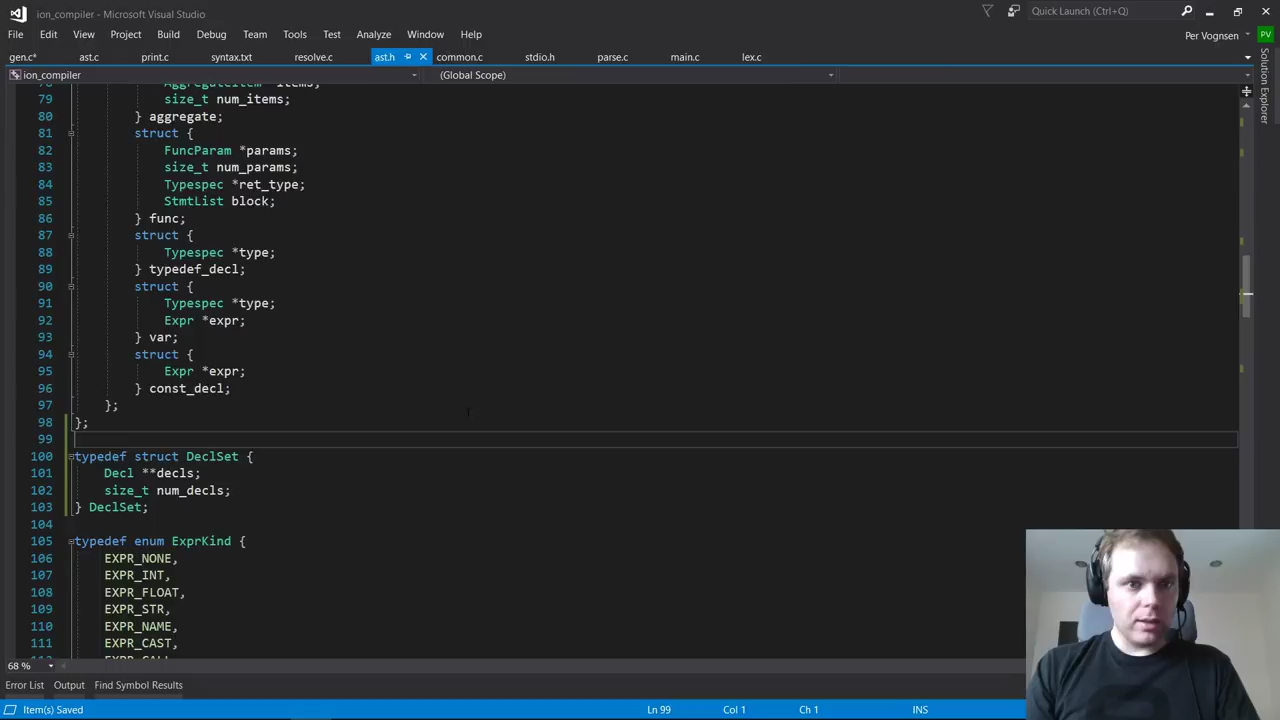 ion_compiler - Microsoft Visual Studio
Quick Launch (Ctrl+Q)
File Edit View Project Build Debug Team Tools Test Analyze Window Help
Per Vognsen PV
gen.c* ast.c print.c syntax.txt resolve.c ast.h common.c stdio.h parse.c main.c lex.c
Solution Explorer
ion_compiler (Global Scope)
78 AggregateItem *items;
79 size_t num_items;
80 } aggregate;
81 struct {
82 FuncParam *params;
83 size_t num_params;
84 Typespec *ret_type;
85 StmtList block;
86 } func;
87 struct {
88 Typespec *type;
89 } typedef_decl;
90 struct {
91 Typespec *type;
92 Expr *expr;
93 } var;
94 struct {
95 Expr *expr;
96 } const_decl;
97 };
98 };
99
100 typedef struct DeclSet {
101 Decl **decls;
102 size_t num_decls;
103 } DeclSet;
104
105 typedef enum ExprKind {
106 EXPR_NONE,
107 EXPR_INT,
108 EXPR_FLOAT,
109 EXPR_STR,
110 EXPR_NAME,
111 EXPR_CAST,
112 EXPR_CALL,
68 %
Error List Output Find Symbol Results
Item(s) Saved Ln 99 Col 1 Ch 1 INS